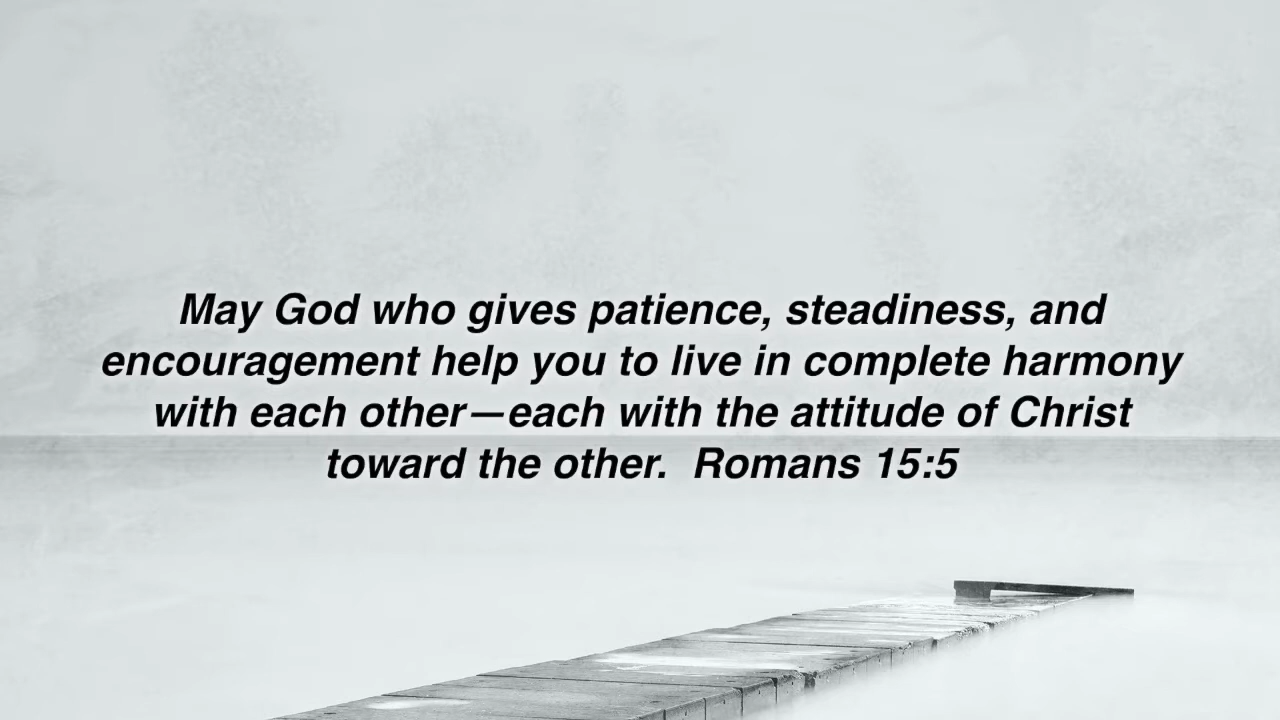 May God who gives patience, steadiness, and
encouragement help you to live in complete harmony
with each other—each with the attitude of Christ
toward the other.  Romans 15:5